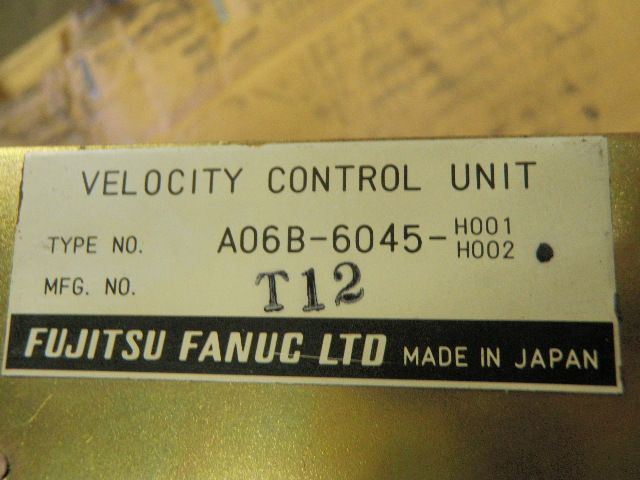 VELOCITY CONTROL UNIT
TYPE NO. A06B-6045-H001
H002 •
MFG. NO. T12
FUJITSU FANUC LTD MADE IN JAPAN